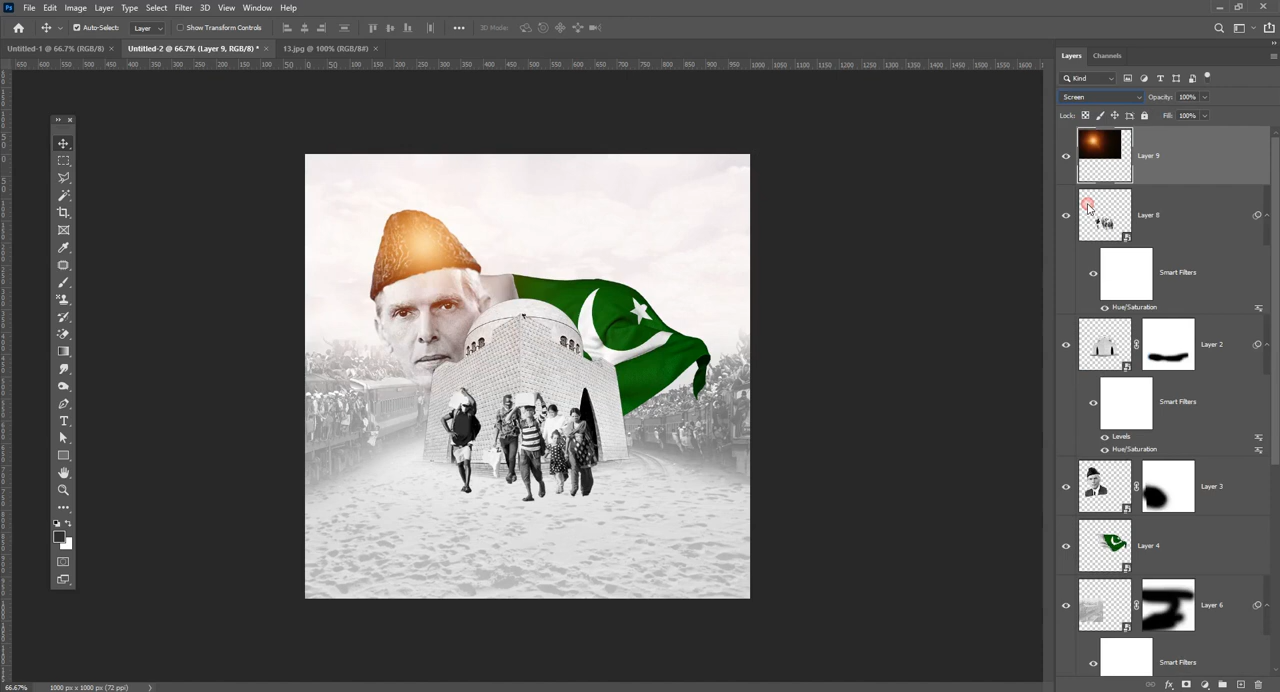 Ps File Edit Image Layer Type Select Filter 3D View Window Help
Auto-Select: Layer Show Transform Controls 3D Mode:
Untitled-1 @ 66.7% (RGB/8) × Untitled-2 @ 66.7% (Layer 9, RGB/8) * × 13.jpg @ 100% (RGB/8#) ×
Layers Channels
Kind
Screen Opacity: 100%
Lock: Fill: 100%
Layer 9
Layer 8
Smart Filters
Hue/Saturation
Layer 2
Smart Filters
Levels
Hue/Saturation
Layer 3
Layer 4
Layer 6
Smart Filters
66.67% 1000 px x 1000 px (72 ppi)